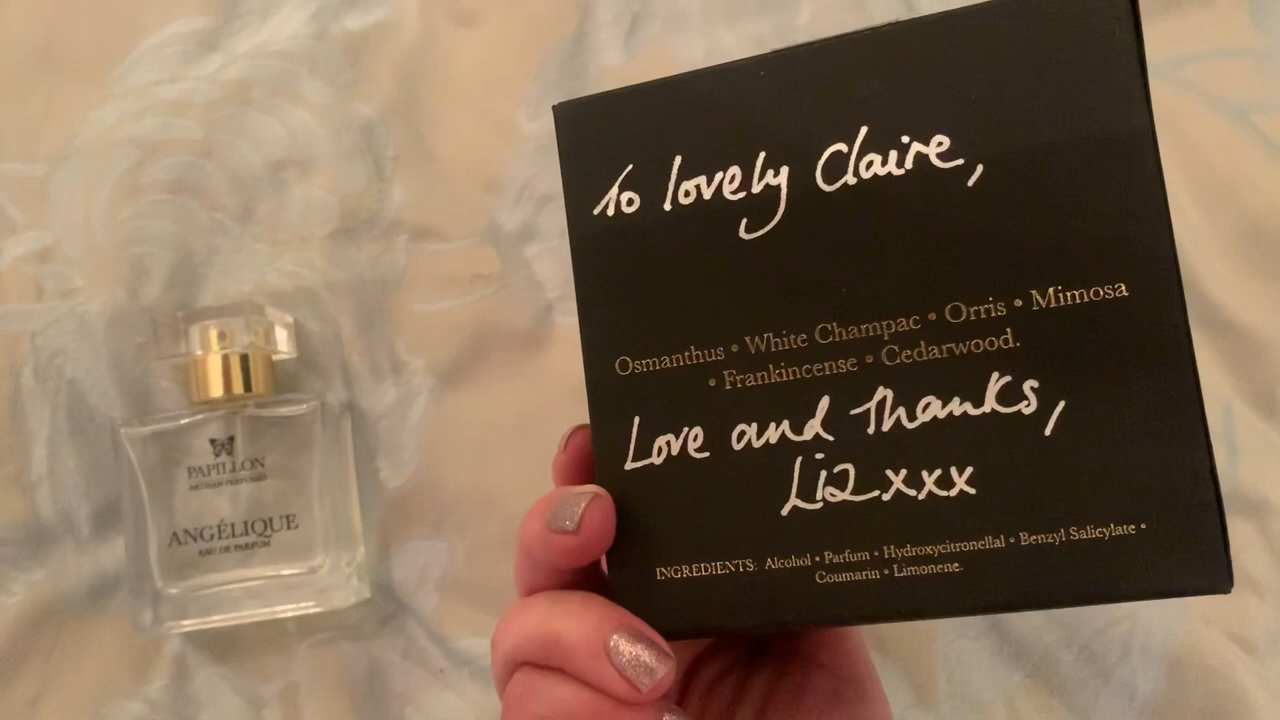 PAPILLON
ARTISAN PERFUMES
ANGÉLIQUE
EAU DE PARFUM
To lovely Claire,
Osmanthus • White Champac • Orris • Mimosa
• Frankincense • Cedarwood.
Love and Thanks,
Liz xxx
INGREDIENTS: Alcohol • Parfum • Hydroxycitronellal • Benzyl Salicylate •
Coumarin • Limonene.